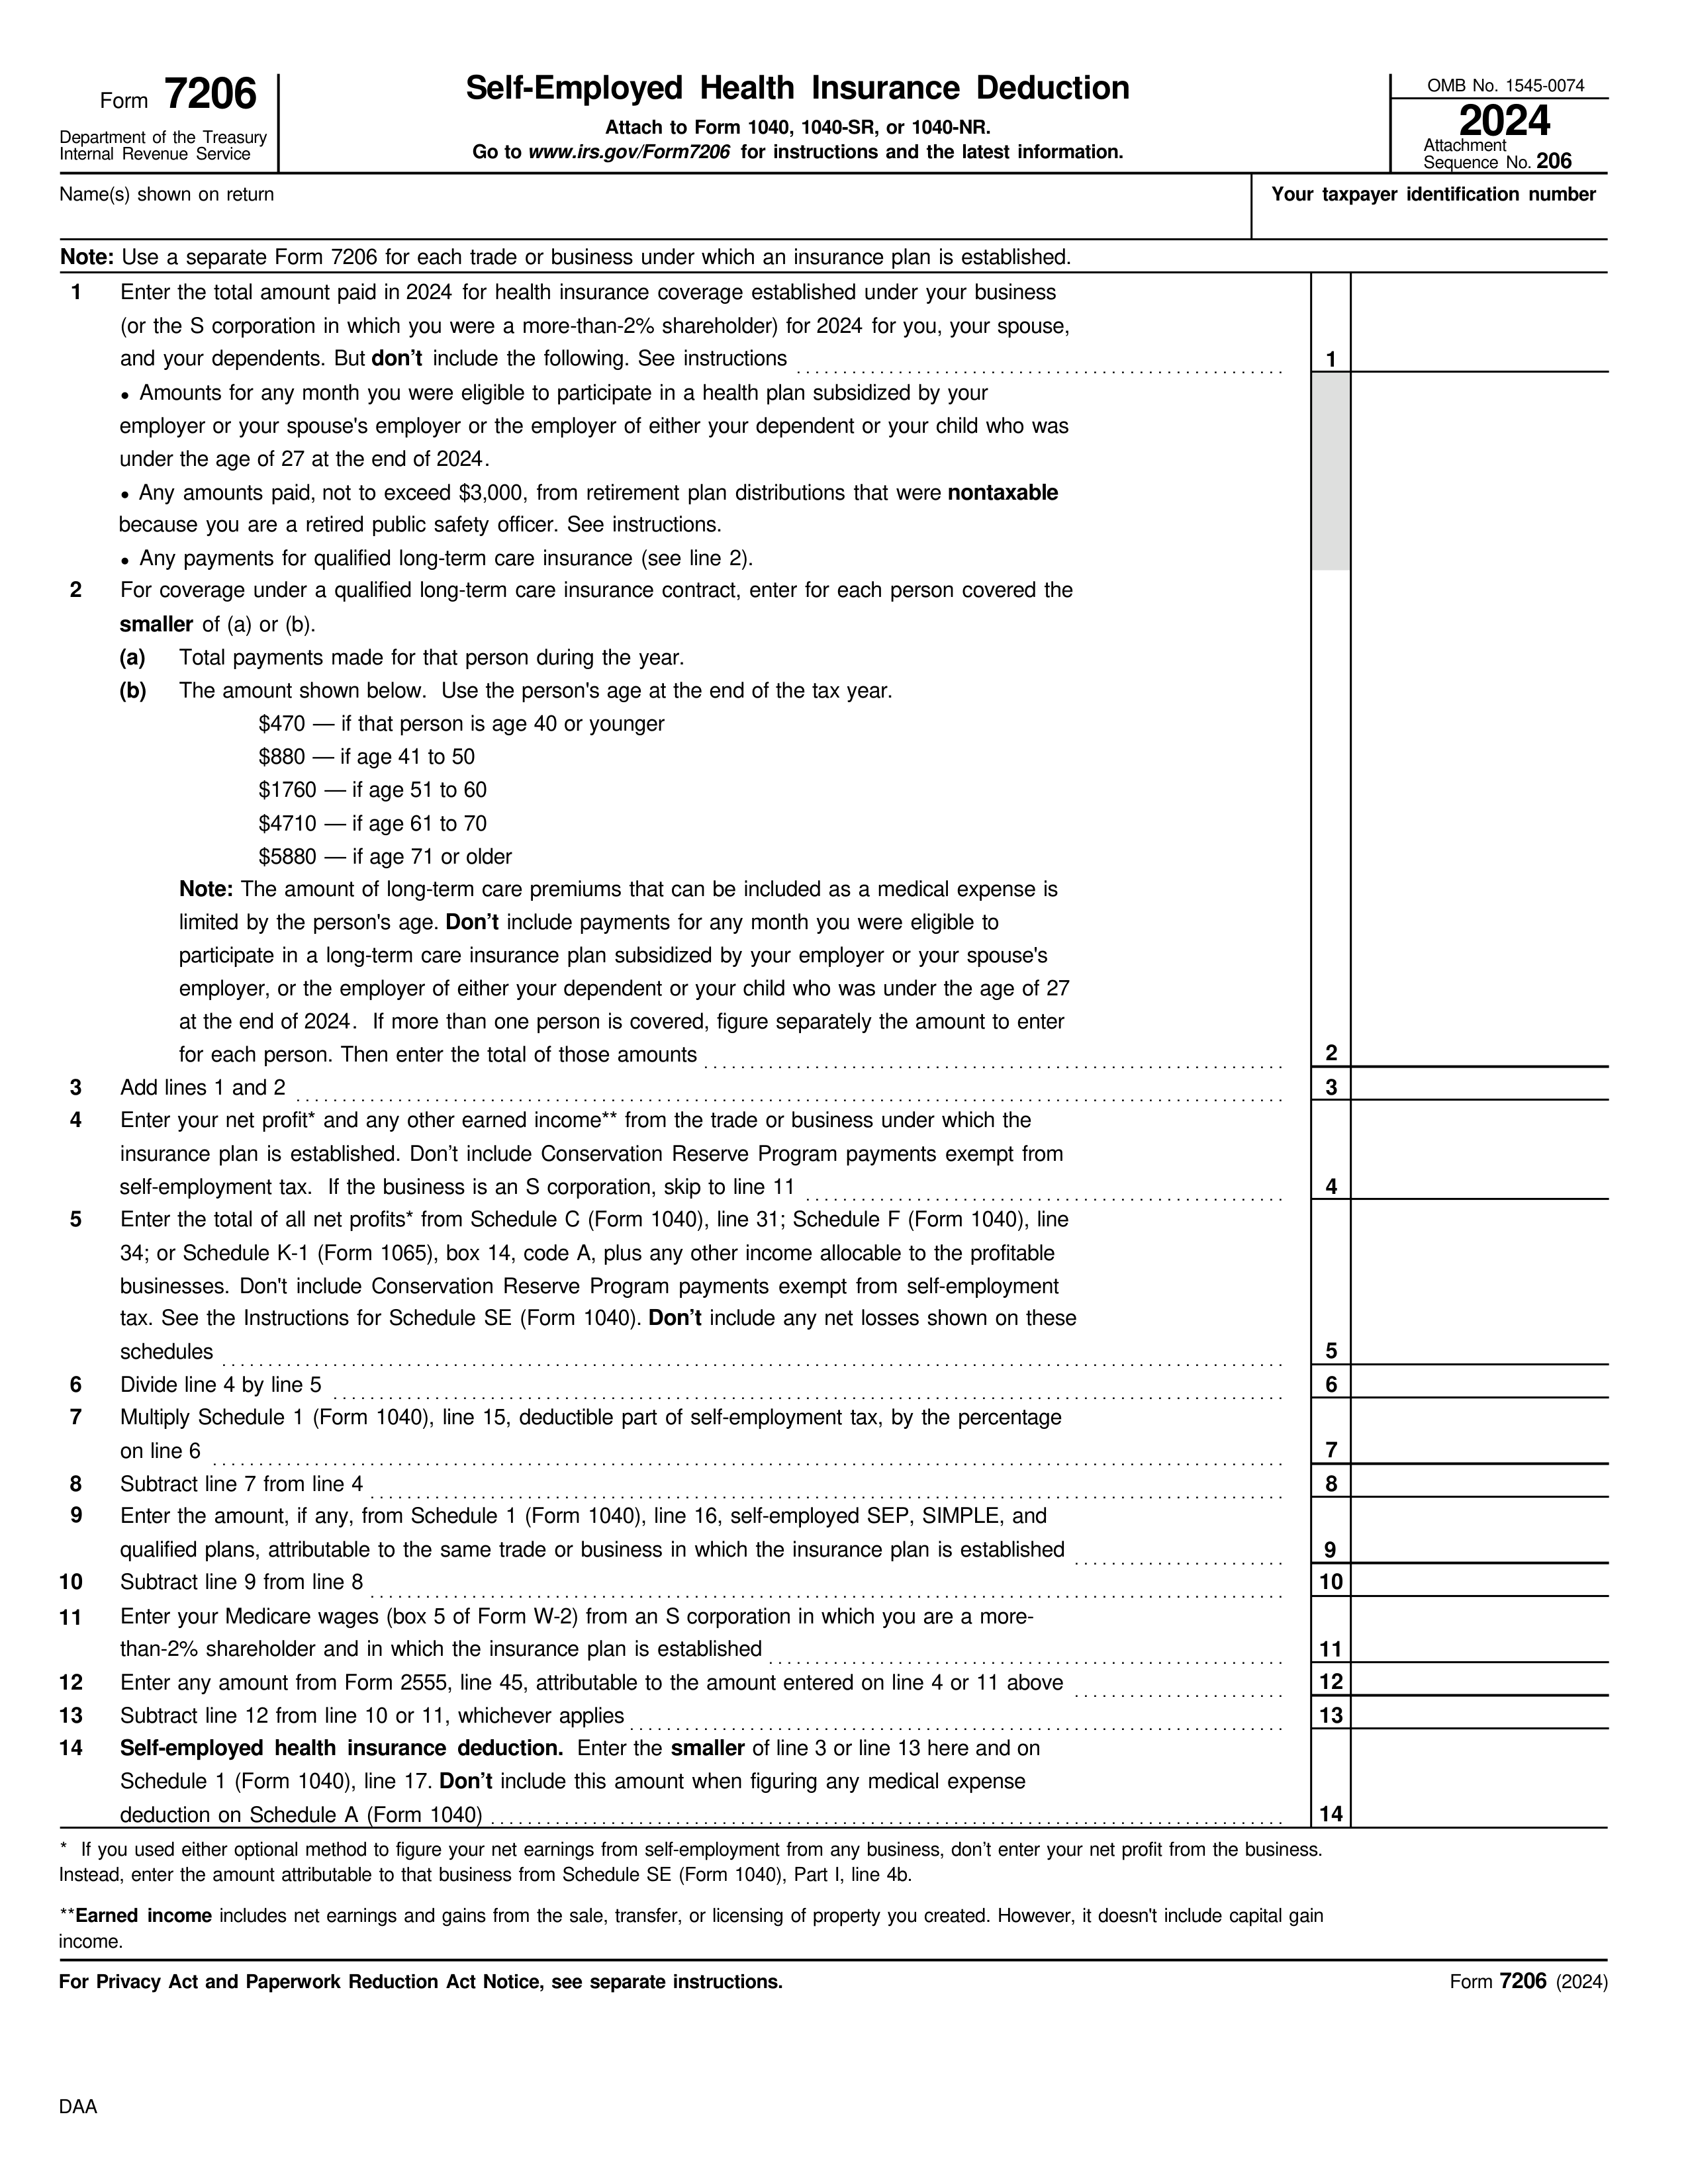 Form 7206
Department of the Treasury
Internal Revenue Service
Self-Employed Health Insurance Deduction
Attach to Form 1040, 1040-SR, or 1040-NR.
Go to www.irs.gov/Form7206 for instructions and the latest information.
OMB No. 1545-0074
2024
Attachment
Sequence No. 206
Name(s) shown on return
Your taxpayer identification number
Note: Use a separate Form 7206 for each trade or business under which an insurance plan is established.
1 Enter the total amount paid in 2024 for health insurance coverage established under your business
(or the S corporation in which you were a more-than-2% shareholder) for 2024 for you, your spouse,
and your dependents. But don’t include the following. See instructions 1
• Amounts for any month you were eligible to participate in a health plan subsidized by your
employer or your spouse's employer or the employer of either your dependent or your child who was
under the age of 27 at the end of 2024.
• Any amounts paid, not to exceed $3,000, from retirement plan distributions that were nontaxable
because you are a retired public safety officer. See instructions.
• Any payments for qualified long-term care insurance (see line 2).
2 For coverage under a qualified long-term care insurance contract, enter for each person covered the
smaller of (a) or (b).
(a) Total payments made for that person during the year.
(b) The amount shown below. Use the person's age at the end of the tax year.
$470 — if that person is age 40 or younger
$880 — if age 41 to 50
$1760 — if age 51 to 60
$4710 — if age 61 to 70
$5880 — if age 71 or older
Note: The amount of long-term care premiums that can be included as a medical expense is
limited by the person's age. Don’t include payments for any month you were eligible to
participate in a long-term care insurance plan subsidized by your employer or your spouse's
employer, or the employer of either your dependent or your child who was under the age of 27
at the end of 2024. If more than one person is covered, figure separately the amount to enter
for each person. Then enter the total of those amounts 2
3 Add lines 1 and 2 3
4 Enter your net profit* and any other earned income** from the trade or business under which the
insurance plan is established. Don’t include Conservation Reserve Program payments exempt from
self-employment tax. If the business is an S corporation, skip to line 11 4
5 Enter the total of all net profits* from Schedule C (Form 1040), line 31; Schedule F (Form 1040), line
34; or Schedule K-1 (Form 1065), box 14, code A, plus any other income allocable to the profitable
businesses. Don't include Conservation Reserve Program payments exempt from self-employment
tax. See the Instructions for Schedule SE (Form 1040). Don’t include any net losses shown on these
schedules 5
6 Divide line 4 by line 5 6
7 Multiply Schedule 1 (Form 1040), line 15, deductible part of self-employment tax, by the percentage
on line 6 7
8 Subtract line 7 from line 4 8
9 Enter the amount, if any, from Schedule 1 (Form 1040), line 16, self-employed SEP, SIMPLE, and
qualified plans, attributable to the same trade or business in which the insurance plan is established 9
10 Subtract line 9 from line 8 10
11 Enter your Medicare wages (box 5 of Form W-2) from an S corporation in which you are a more-
than-2% shareholder and in which the insurance plan is established 11
12 Enter any amount from Form 2555, line 45, attributable to the amount entered on line 4 or 11 above 12
13 Subtract line 12 from line 10 or 11, whichever applies 13
14 Self-employed health insurance deduction. Enter the smaller of line 3 or line 13 here and on
Schedule 1 (Form 1040), line 17. Don’t include this amount when figuring any medical expense
deduction on Schedule A (Form 1040) 14
* If you used either optional method to figure your net earnings from self-employment from any business, don’t enter your net profit from the business.
Instead, enter the amount attributable to that business from Schedule SE (Form 1040), Part I, line 4b.
**Earned income includes net earnings and gains from the sale, transfer, or licensing of property you created. However, it doesn't include capital gain
income.
For Privacy Act and Paperwork Reduction Act Notice, see separate instructions.
Form 7206 (2024)
DAA